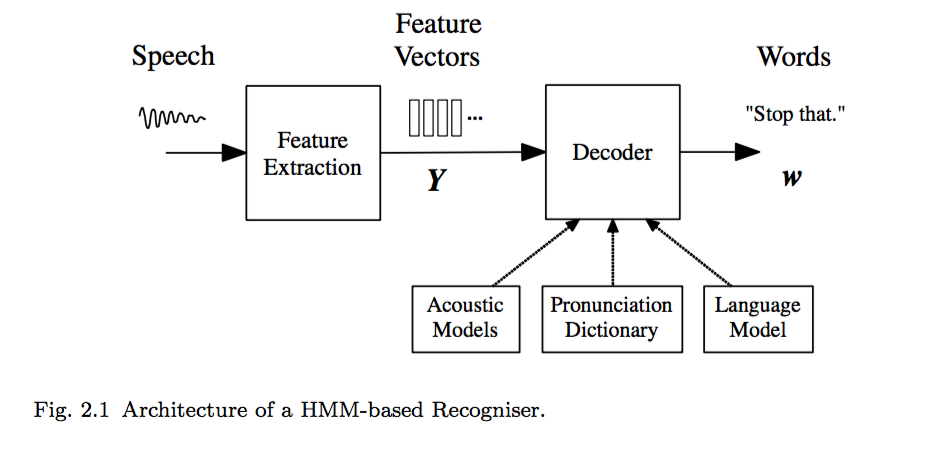 Speech
Feature
Vectors
Words
...
"Stop that."
Feature
Extraction
Decoder
Y
w
Acoustic
Models
Pronunciation
Dictionary
Language
Model
Fig. 2.1 Architecture of a HMM-based Recogniser.